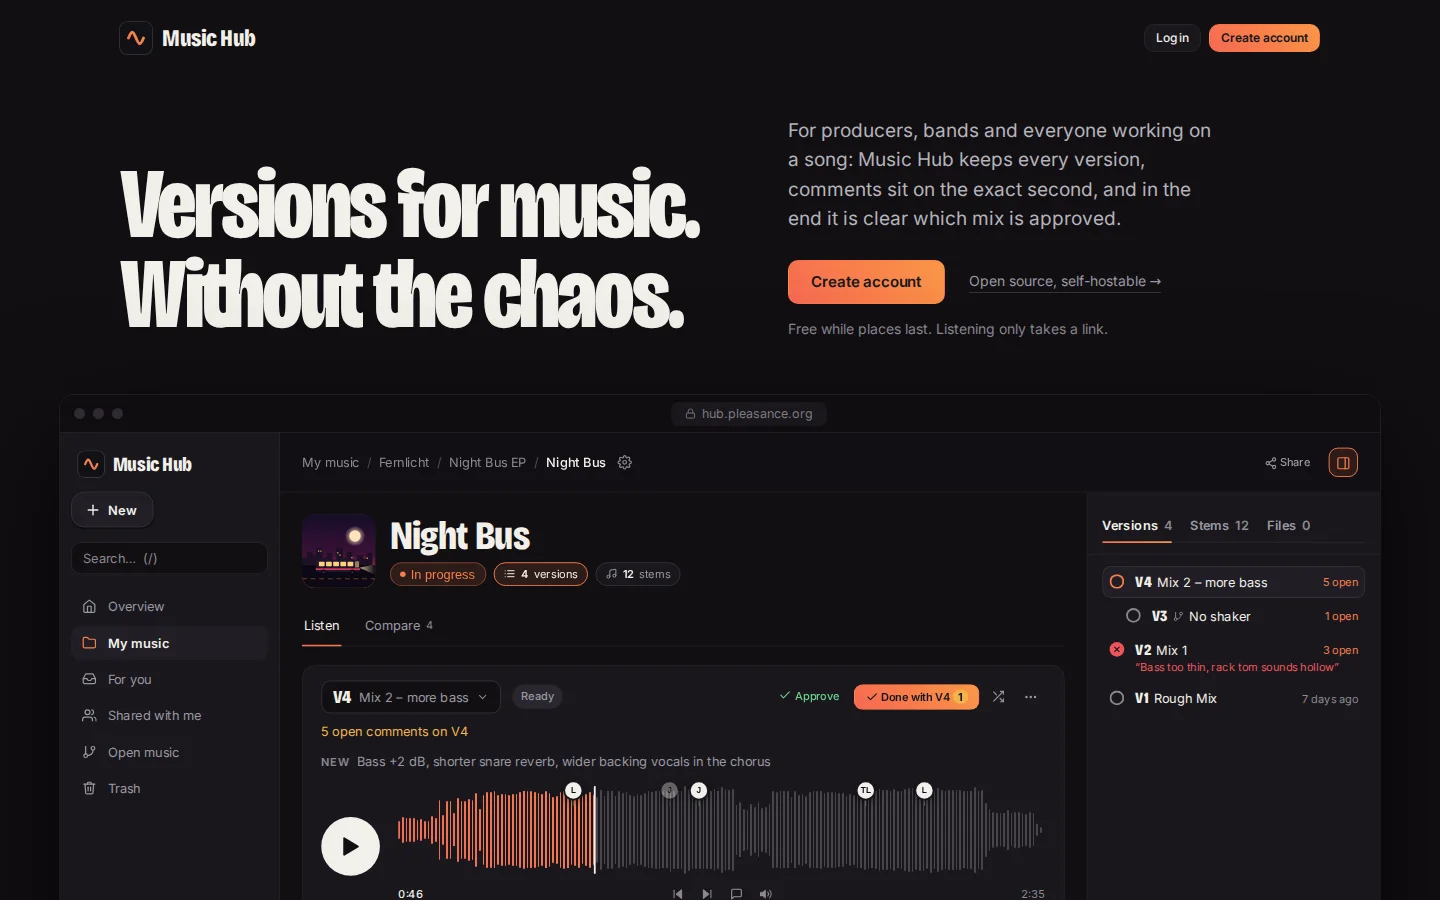 Music Hub
Log in
Create account
Versions for music.
Without the chaos.
For producers, bands and everyone working on
a song: Music Hub keeps every version,
comments sit on the exact second, and in the
end it is clear which mix is approved.
Create account
Open source, self-hostable →
Free while places last. Listening only takes a link.
hub.pleasance.org
Music Hub
+ New
Search... (/)
Overview
My music
For you
Shared with me
Open music
Trash
My music / Fernlicht / Night Bus EP / Night Bus
Share
Night Bus
In progress
4 versions
12 stems
Listen
Compare 4
V4 Mix 2 – more bass
Ready
Approve
Done with V4 1
5 open comments on V4
NEW Bass +2 dB, shorter snare reverb, wider backing vocals in the chorus
L
J
J
TL
L
0:46
2:35
Versions 4
Stems 12
Files 0
V4 Mix 2 – more bass
5 open
V3 No shaker
1 open
V2 Mix 1
3 open
“Bass too thin, rack tom sounds hollow”
V1 Rough Mix
7 days ago